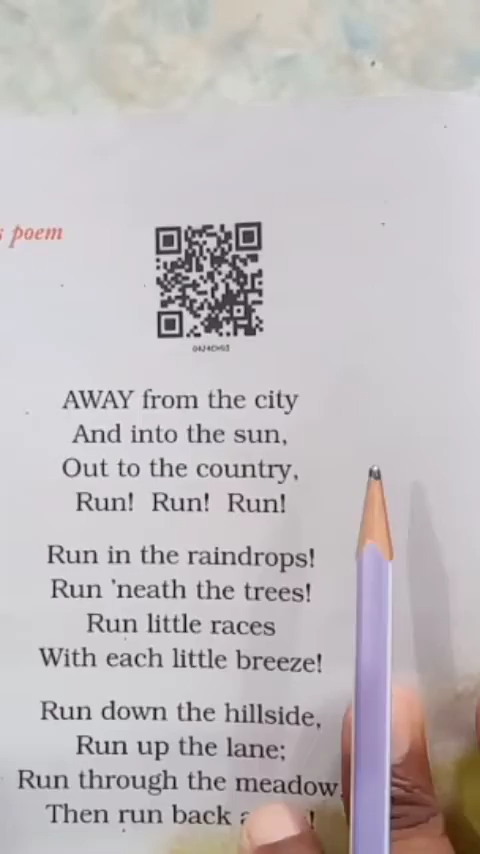 poem
0424CH03
AWAY from the city
And into the sun,
Out to the country,
Run! Run! Run!
Run in the raindrops!
Run 'neath the trees!
Run little races
With each little breeze!
Run down the hillside,
Run up the lane;
Run through the meadow,
Then run back !